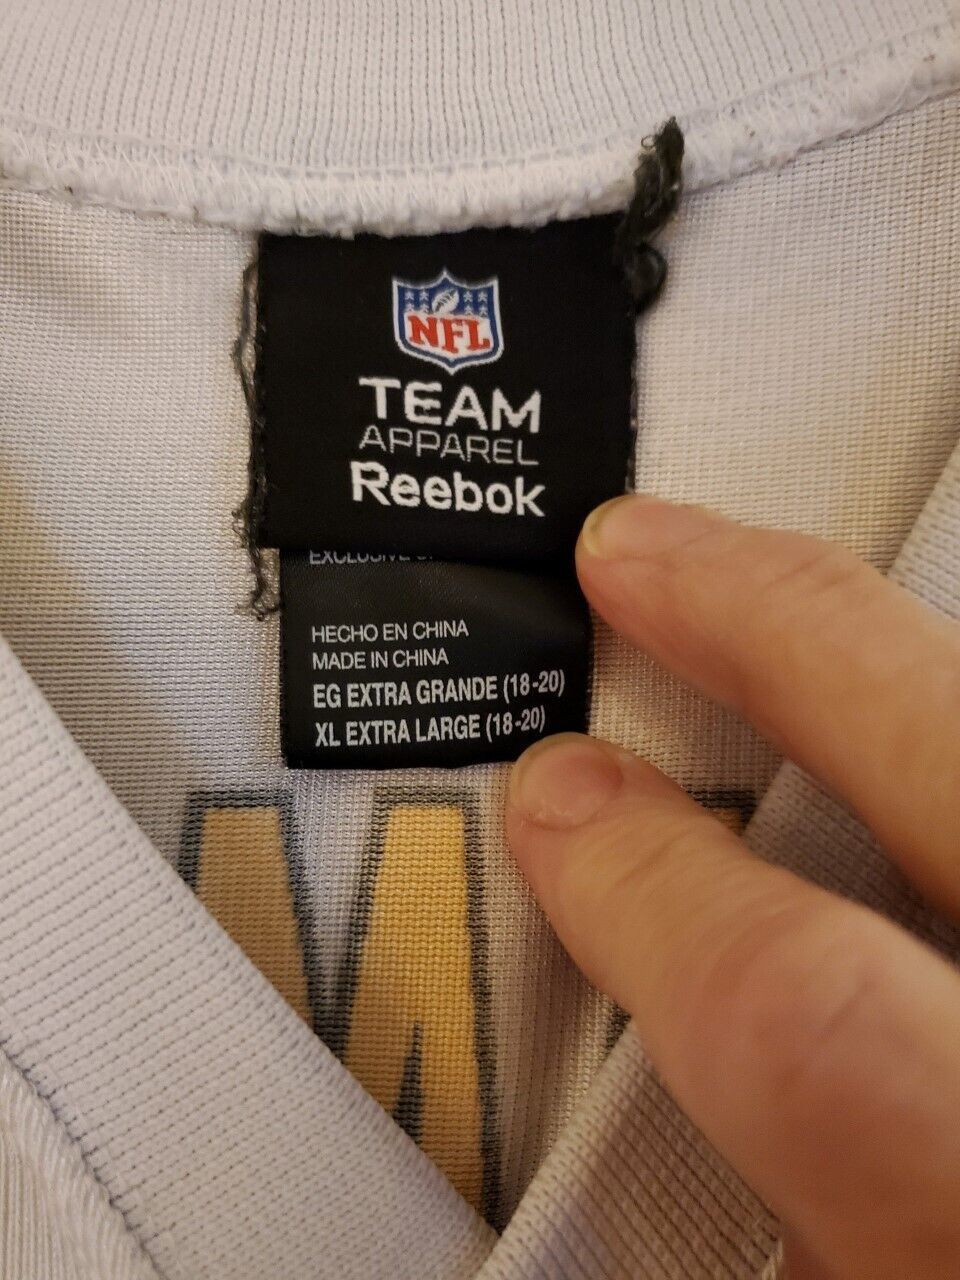 NFL
TEAM
APPAREL
Reebok
EXCLUSIVE
HECHO EN CHINA
MADE IN CHINA
EG EXTRA GRANDE (18-20)
XL EXTRA LARGE (18-20)